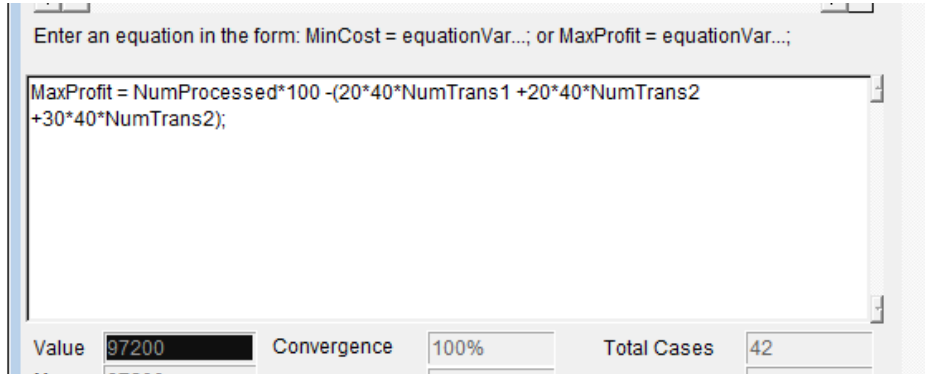 Enter an equation in the form: MinCost = equationVar...; or MaxProfit = equationVar...;
MaxProfit = NumProcessed*100 -(20*40*NumTrans1 +20*40*NumTrans2
+30*40*NumTrans2);
Value 97200 Convergence 100% Total Cases 42